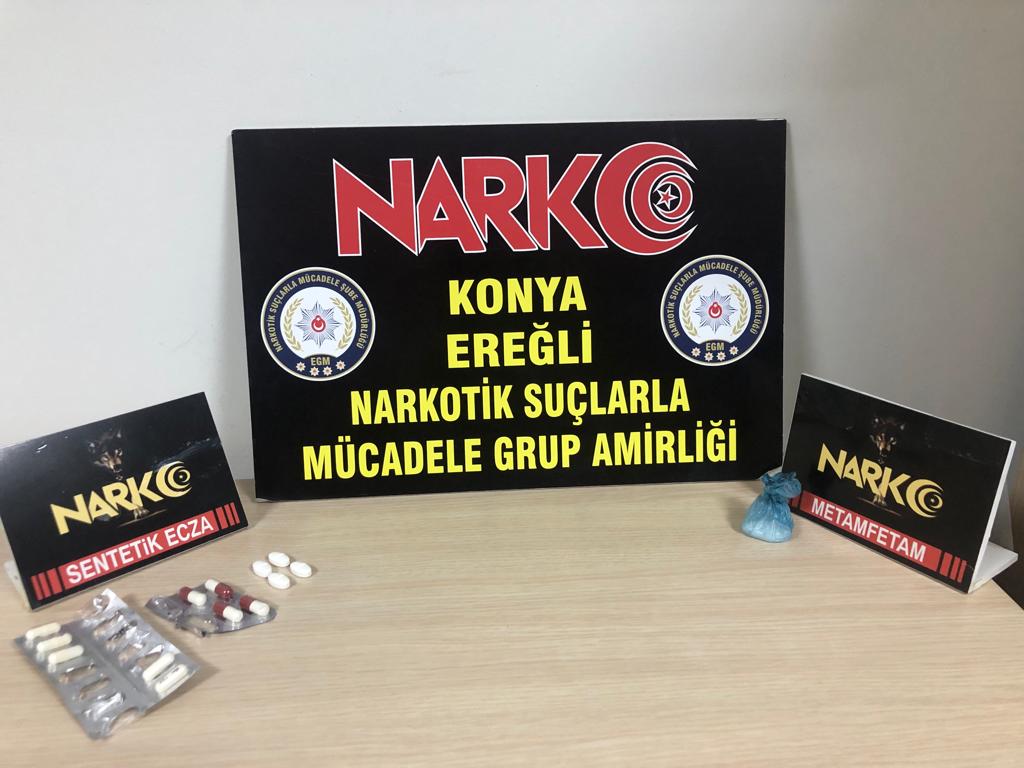 NARKO
KONYA
EREĞLİ
NARKOTİK SUÇLARLA
MÜCADELE GRUP AMİRLİĞİ
NARKOTİK SUÇLARLA MÜCADELE ŞUBE MÜDÜRLÜĞÜ
EGM
NARKOTİK SUÇLARLA MÜCADELE ŞUBE MÜDÜRLÜĞÜ
EGM
NARKO
SENTETİK ECZA
NARKO
METAMFETAM